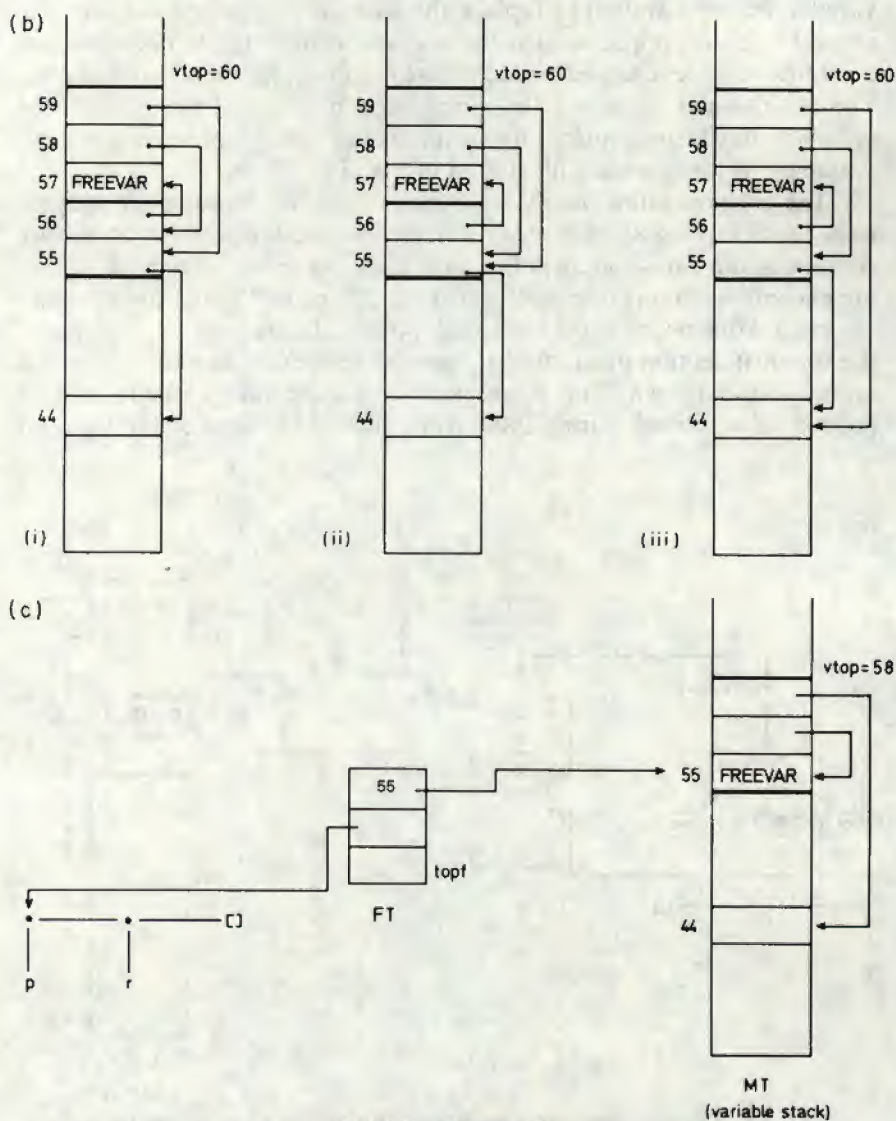 (b)
vtop=60 vtop=60 vtop=60
59 59 59
58 58 58
57 FREEVAR 57 FREEVAR 57 FREEVAR
56 56 56
55 55 55
44 44 44
(i) (ii) (iii)
(c)
vtop=58
55 55 FREEVAR
topf
FT
[]
44
p r
MT
(variable stack)